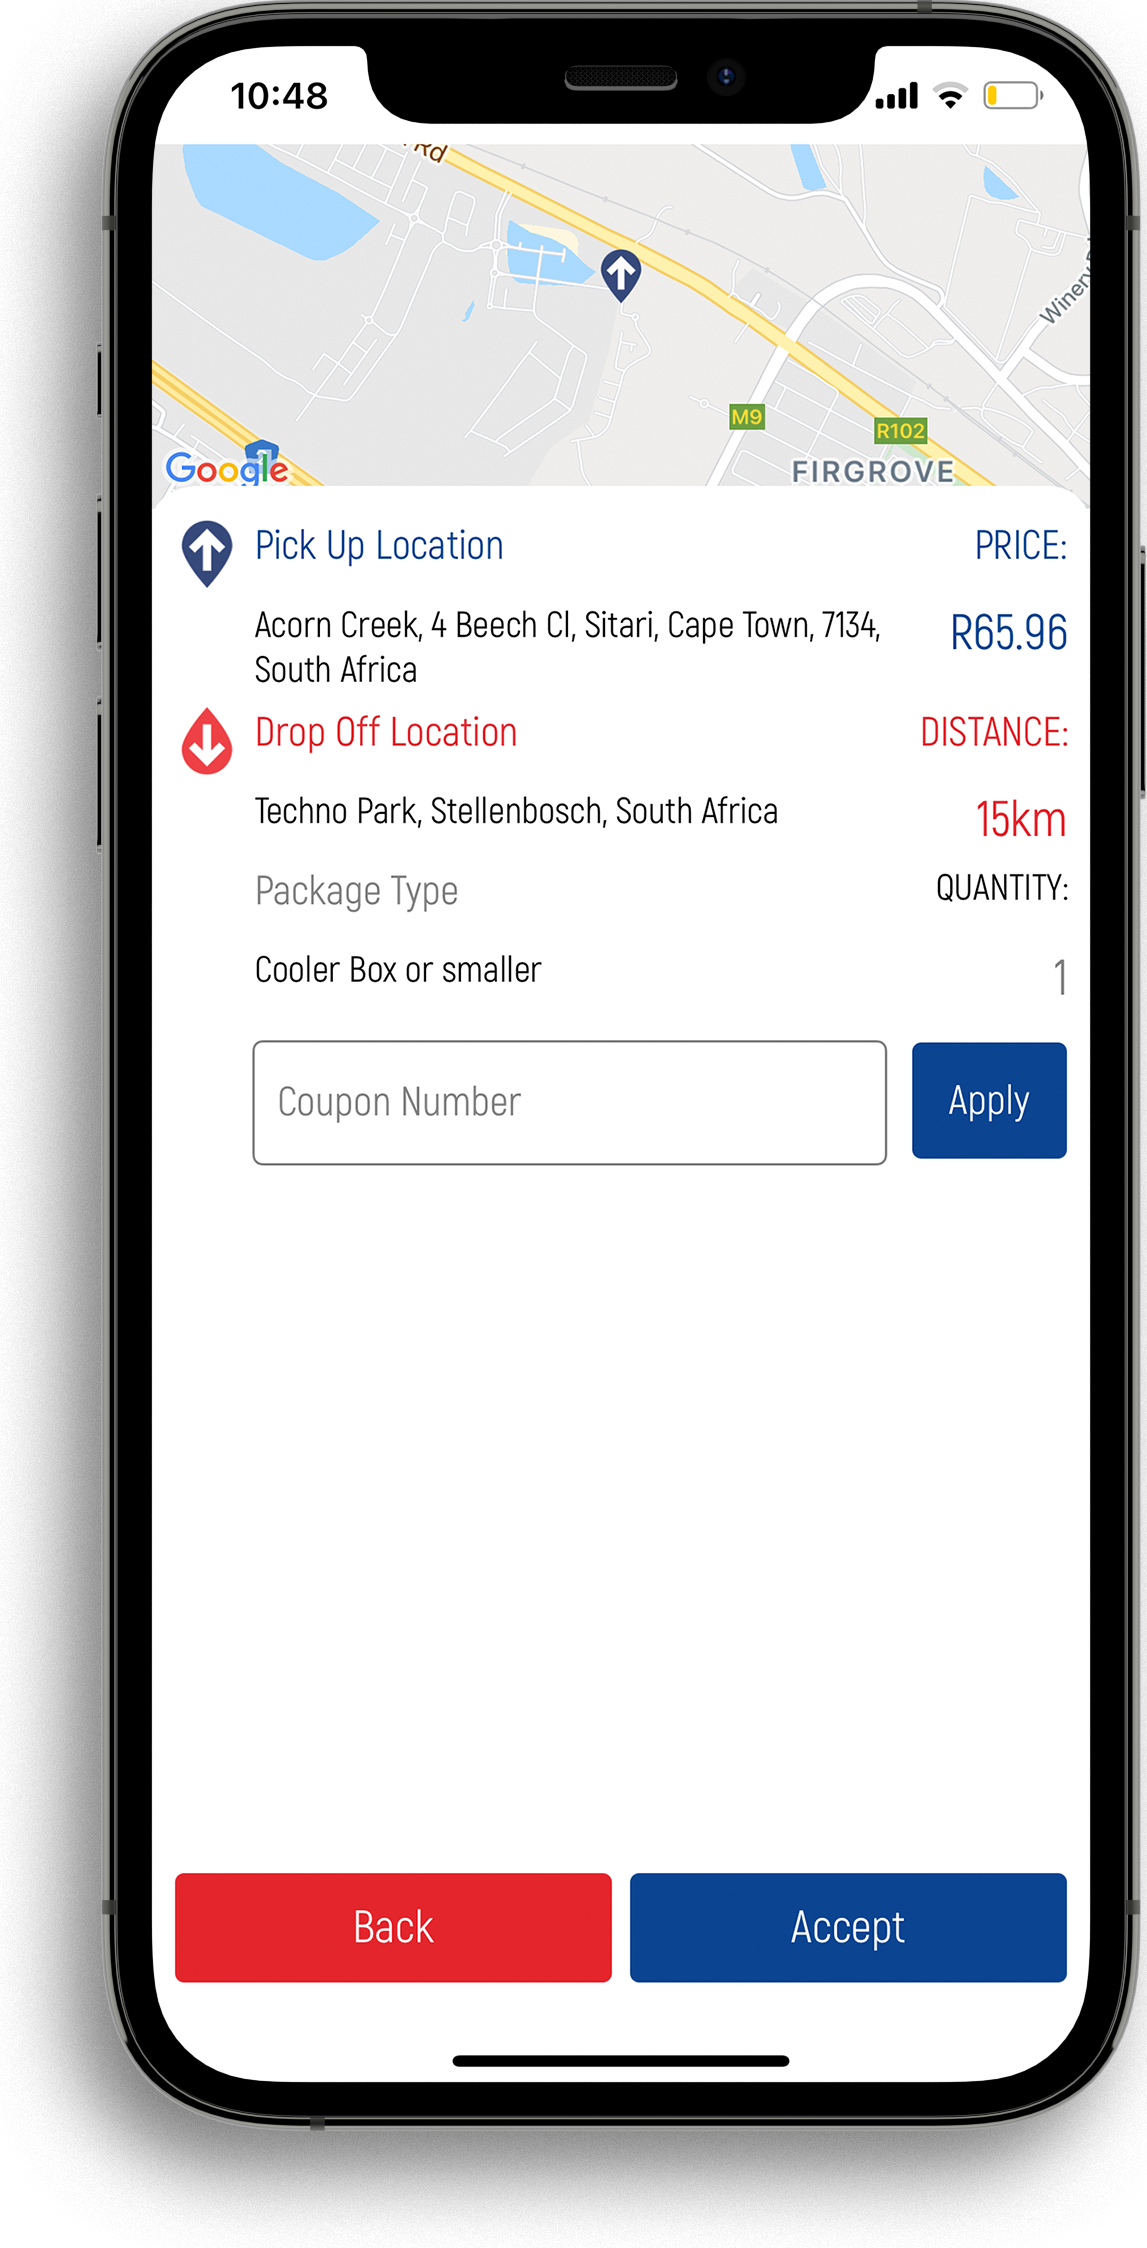 10:48
Rd
Winery
M9
R102
FIRGROVE
Google
Pick Up Location
PRICE:
Acorn Creek, 4 Beech Cl, Sitari, Cape Town, 7134,
South Africa
R65.96
Drop Off Location
DISTANCE:
Techno Park, Stellenbosch, South Africa
15km
Package Type
QUANTITY:
Cooler Box or smaller
1
Coupon Number
Apply
Back
Accept